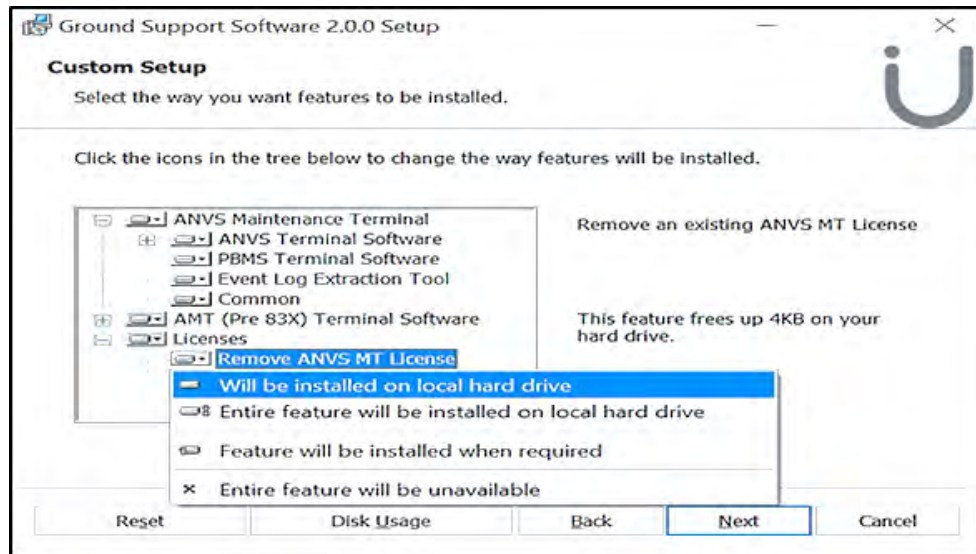 Ground Support Software 2.0.0 Setup
Custom Setup
Select the way you want features to be installed.
Click the icons in the tree below to change the way features will be installed.
ANVS Maintenance Terminal
ANVS Terminal Software
PBMS Terminal Software
Event Log Extraction Tool
Common
AMT (Pre 83X) Terminal Software
Licenses
Remove ANVS MT License
Remove an existing ANVS MT License
This feature frees up 4KB on your
hard drive.
Will be installed on local hard drive
Entire feature will be installed on local hard drive
Feature will be installed when required
Entire feature will be unavailable
Reset Disk Usage Back Next Cancel